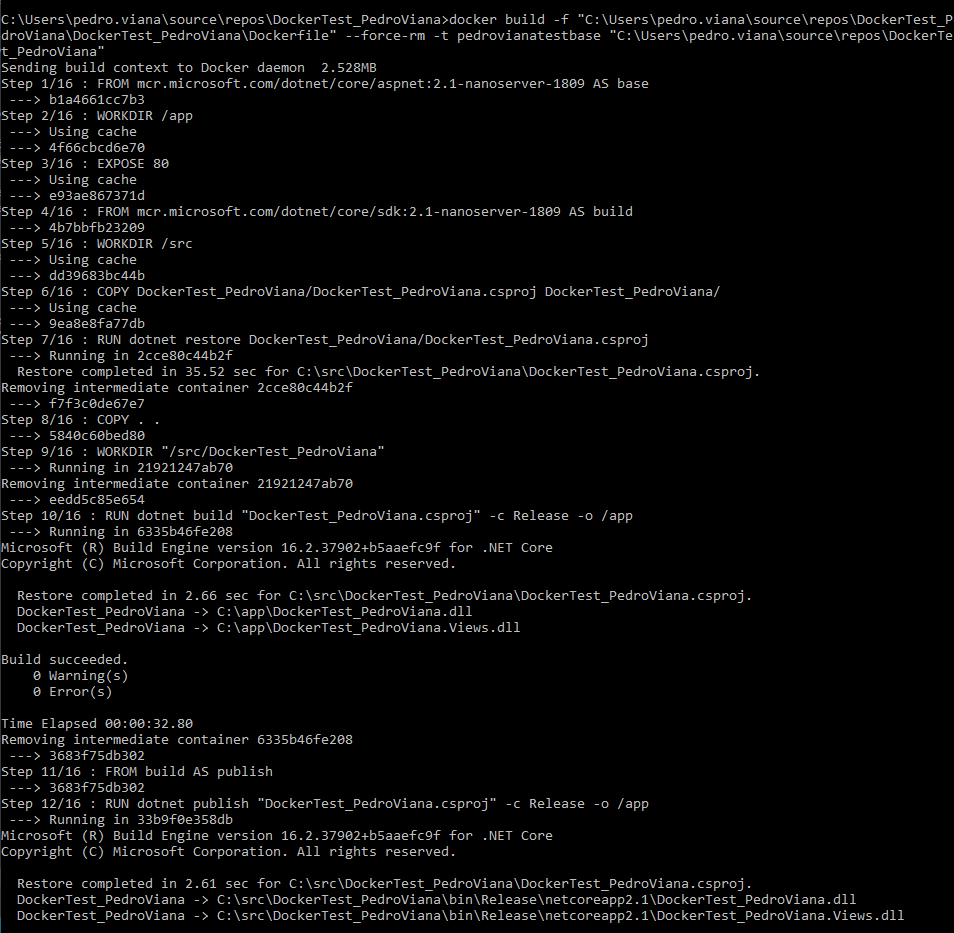 C:\Users\pedro.viana\source\repos\DockerTest_PedroViana>docker build -f "C:\Users\pedro.viana\source\repos\DockerTest_P
droViana\DockerTest_PedroViana\Dockerfile" --force-rm -t pedrovianatestbase "C:\Users\pedro.viana\source\repos\DockerTe
t_PedroViana"
Sending build context to Docker daemon  2.528MB
Step 1/16 : FROM mcr.microsoft.com/dotnet/core/aspnet:2.1-nanoserver-1809 AS base
 ---> b1a4661cc7b3
Step 2/16 : WORKDIR /app
 ---> Using cache
 ---> 4f66cbcd6e70
Step 3/16 : EXPOSE 80
 ---> Using cache
 ---> e93ae867371d
Step 4/16 : FROM mcr.microsoft.com/dotnet/core/sdk:2.1-nanoserver-1809 AS build
 ---> 4b7bbfb23209
Step 5/16 : WORKDIR /src
 ---> Using cache
 ---> dd39683bc44b
Step 6/16 : COPY DockerTest_PedroViana/DockerTest_PedroViana.csproj DockerTest_PedroViana/
 ---> Using cache
 ---> 9ea8e8fa77db
Step 7/16 : RUN dotnet restore DockerTest_PedroViana/DockerTest_PedroViana.csproj
 ---> Running in 2cce80c44b2f
  Restore completed in 35.52 sec for C:\src\DockerTest_PedroViana\DockerTest_PedroViana.csproj.
Removing intermediate container 2cce80c44b2f
 ---> f7f3c0de67e7
Step 8/16 : COPY . .
 ---> 5840c60bed80
Step 9/16 : WORKDIR "/src/DockerTest_PedroViana"
 ---> Running in 21921247ab70
Removing intermediate container 21921247ab70
 ---> eedd5c85e654
Step 10/16 : RUN dotnet build "DockerTest_PedroViana.csproj" -c Release -o /app
 ---> Running in 6335b46fe208
Microsoft (R) Build Engine version 16.2.37902+b5aaefc9f for .NET Core
Copyright (C) Microsoft Corporation. All rights reserved.

  Restore completed in 2.66 sec for C:\src\DockerTest_PedroViana\DockerTest_PedroViana.csproj.
  DockerTest_PedroViana -> C:\app\DockerTest_PedroViana.dll
  DockerTest_PedroViana -> C:\app\DockerTest_PedroViana.Views.dll

Build succeeded.
    0 Warning(s)
    0 Error(s)

Time Elapsed 00:00:32.80
Removing intermediate container 6335b46fe208
 ---> 3683f75db302
Step 11/16 : FROM build AS publish
 ---> 3683f75db302
Step 12/16 : RUN dotnet publish "DockerTest_PedroViana.csproj" -c Release -o /app
 ---> Running in 33b9f0e358db
Microsoft (R) Build Engine version 16.2.37902+b5aaefc9f for .NET Core
Copyright (C) Microsoft Corporation. All rights reserved.

  Restore completed in 2.61 sec for C:\src\DockerTest_PedroViana\DockerTest_PedroViana.csproj.
  DockerTest_PedroViana -> C:\src\DockerTest_PedroViana\bin\Release\netcoreapp2.1\DockerTest_PedroViana.dll
  DockerTest_PedroViana -> C:\src\DockerTest_PedroViana\bin\Release\netcoreapp2.1\DockerTest_PedroViana.Views.dll